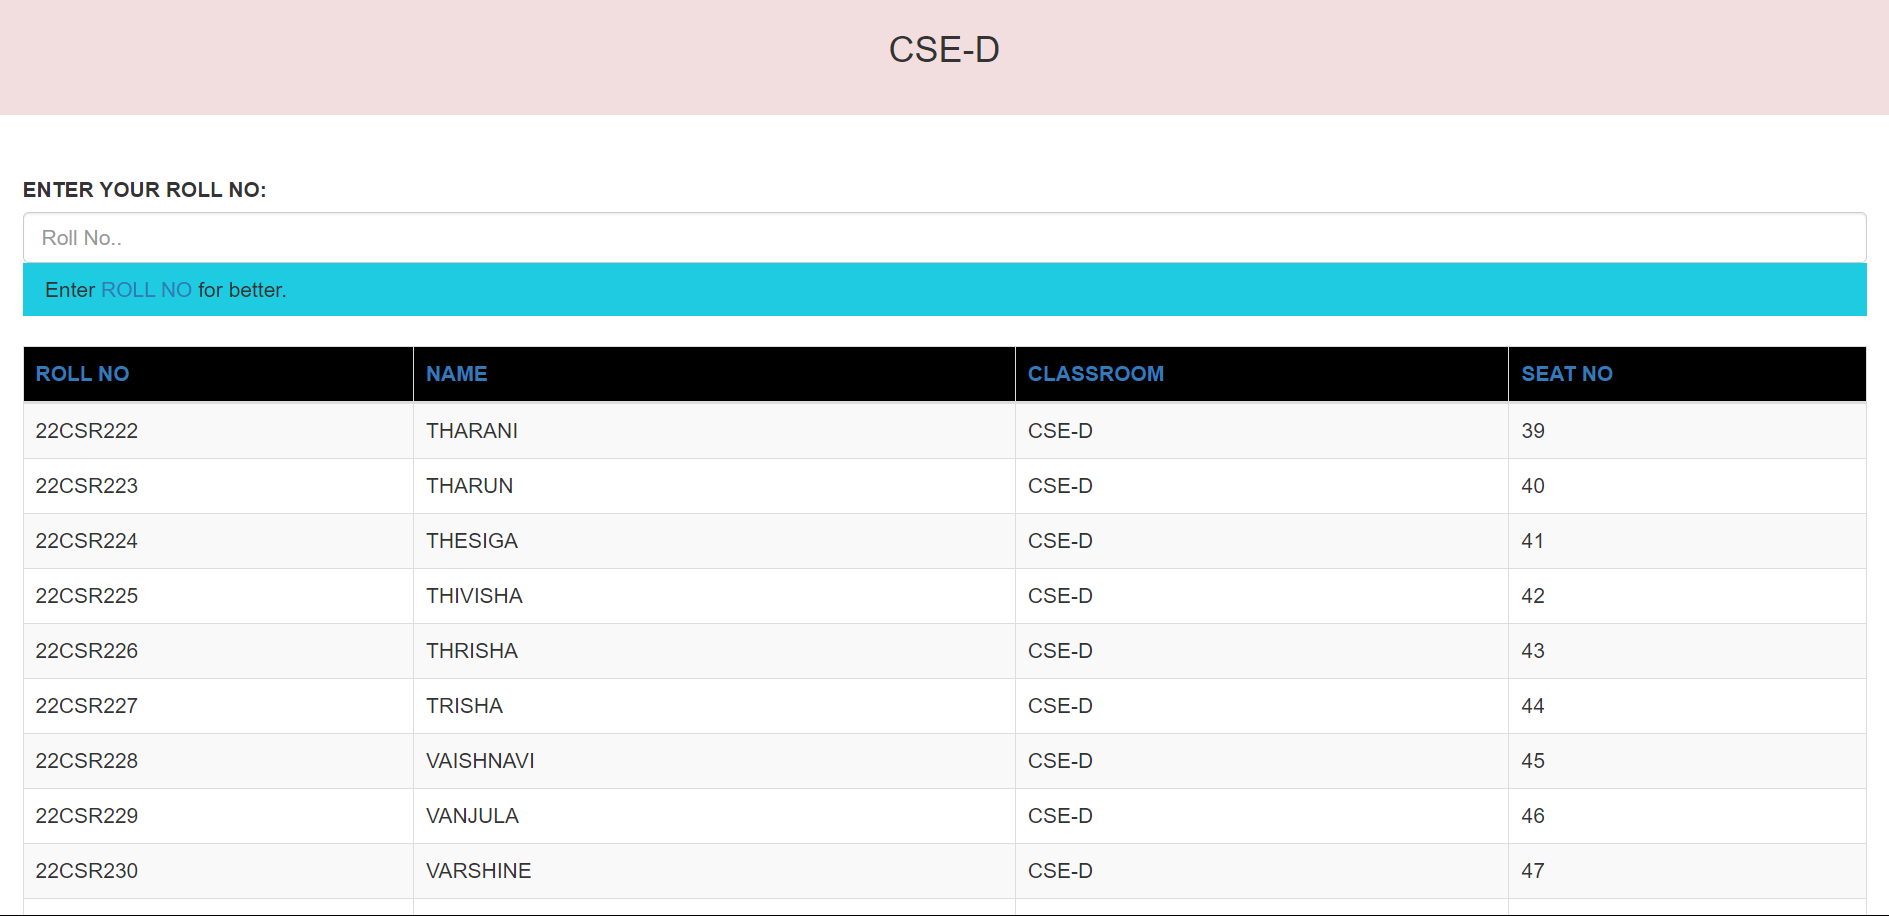 CSE-D
ENTER YOUR ROLL NO:
Roll No..
Enter ROLL NO for better.
ROLL NO NAME CLASSROOM SEAT NO
22CSR222 THARANI CSE-D 39
22CSR223 THARUN CSE-D 40
22CSR224 THESIGA CSE-D 41
22CSR225 THIVISHA CSE-D 42
22CSR226 THRISHA CSE-D 43
22CSR227 TRISHA CSE-D 44
22CSR228 VAISHNAVI CSE-D 45
22CSR229 VANJULA CSE-D 46
22CSR230 VARSHINE CSE-D 47